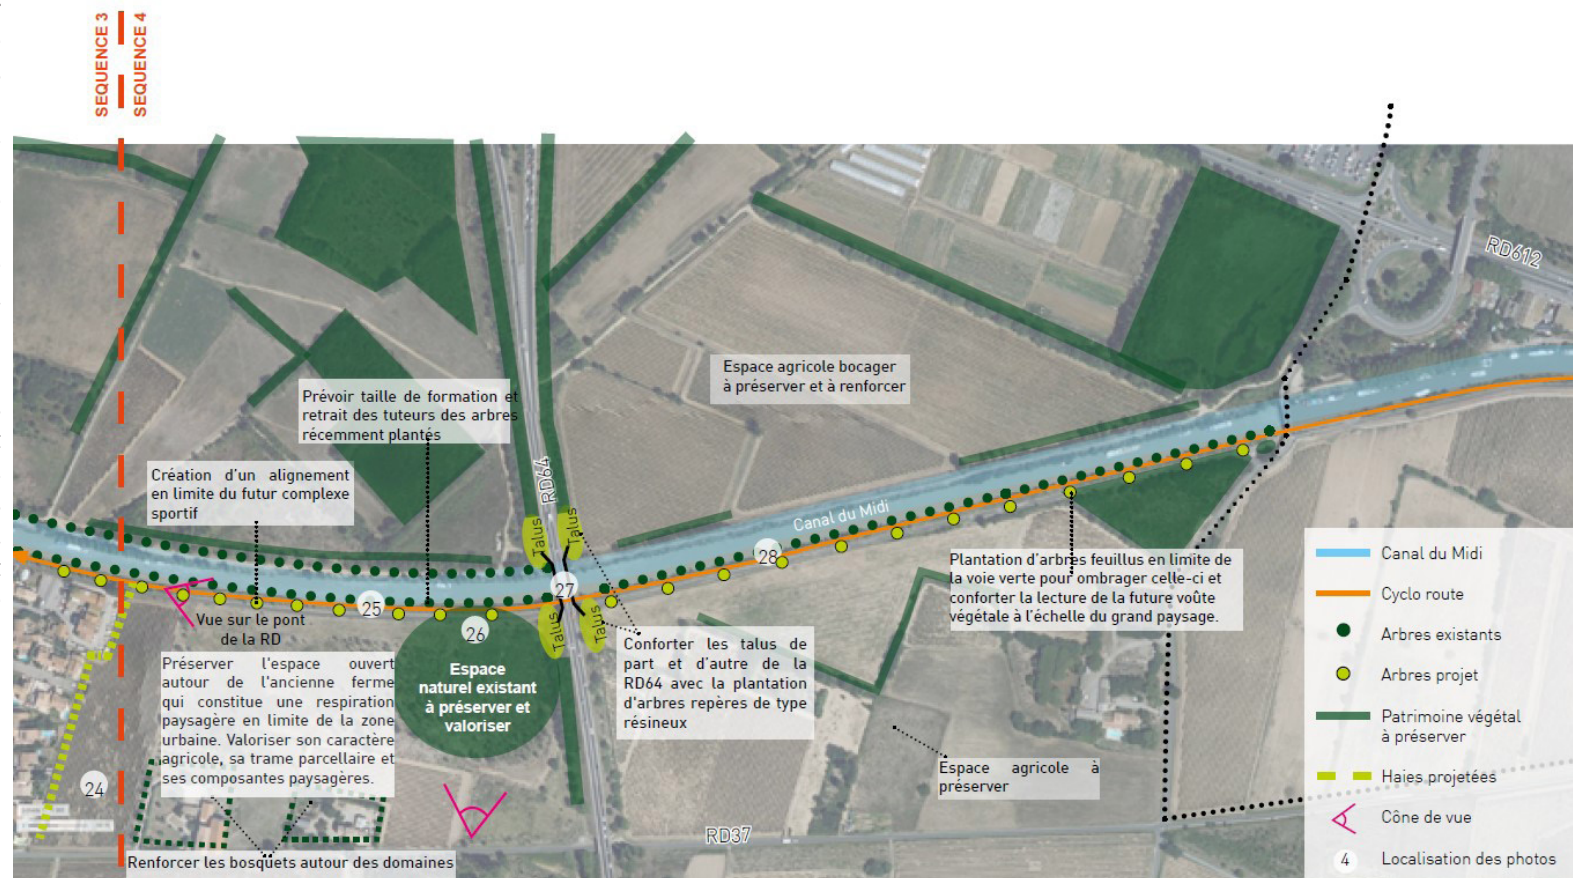 SEQUENCE 3
SEQUENCE 4
RD612
Espace agricole bocager
à préserver et à renforcer
Prévoir taille de formation et
retrait des tuteurs des arbres
récemment plantés
RD64
Création d'un alignement
en limite du futur complexe
sportif
Talus
Talus
Canal du Midi
28
27
25
26
Plantation d'arbres feuillus en limite de
la voie verte pour ombrager celle-ci et
conforter la lecture de la future voûte
végétale à l'échelle du grand paysage.
Vue sur le pont
de la RD
Talus
Talus
Préserver l'espace ouvert
autour de l'ancienne ferme
qui constitue une respiration
paysagère en limite de la zone
urbaine. Valoriser son caractère
agricole, sa trame parcellaire et
ses composantes paysagères.
Espace
naturel existant
à préserver et
valoriser
Conforter les talus de
part et d'autre de la
RD64 avec la plantation
d'arbres repères de type
résineux
Espace agricole à
préserver
24
RD37
Renforcer les bosquets autour des domaines
Canal du Midi
Cyclo route
Arbres existants
Arbres projet
Patrimoine végétal
à préserver
Haies projetées
Cône de vue
4 Localisation des photos